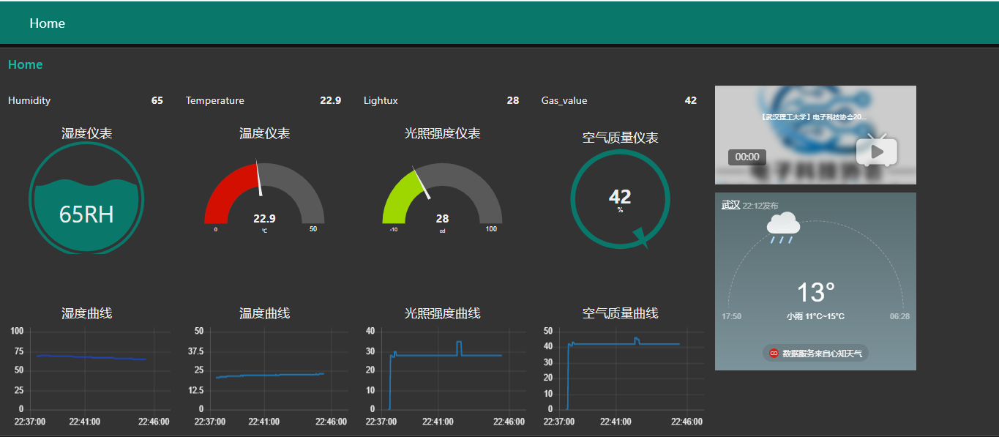 Home
Home
Humidity 65
Temperature 22.9
Lightux 28
Gas_value 42
湿度仪表
65RH
温度仪表
22.9
0 ℃ 50
光照强度仪表
28
-10 cd 100
空气质量仪表
42
%
【武汉理工大学】电子科技协会20...
00:00
电子科技协会
武汉 22:12发布
13°
17:50 小雨 11°C~15°C 06:28
数据服务来自心知天气
湿度曲线
100
75
50
25
0
22:37:00 22:41:00 22:46:00
温度曲线
50
37.5
25
12.5
0
22:37:00 22:41:00 22:46:00
光照强度曲线
40
30
20
10
0
22:37:00 22:41:00 22:46:00
空气质量曲线
50
40
30
20
10
0
22:37:00 22:41:00 22:46:00